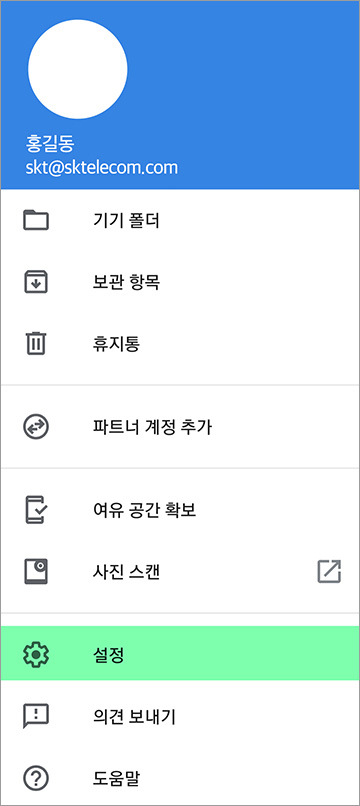 홍길동
skt@sktelecom.com
기기 폴더
보관 항목
휴지통
파트너 계정 추가
여유 공간 확보
사진 스캔
설정
의견 보내기
도움말